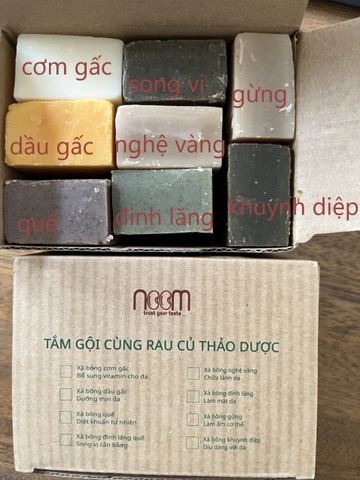 cơm gấc
song vị
gừng
dầu gấc
nghệ vàng
quế
đinh lăng
khuynh diệp
noom
trust your taste
TẮM GỘI CÙNG RAU CỦ THẢO DƯỢC
Xà bông cơm gấc
Bổ sung vitamin cho da
Xà bông dầu gấc
Dưỡng mịn da
Xà bông quế
Diệt khuẩn tự nhiên
Xà bông đinh lăng quế
Song vị cân bằng
Xà bông nghệ vàng
Chữa lành da
Xà bông đinh lăng
Làm mát da
Xà bông gừng
Làm ấm cơ thể
Xà bông khuynh diệp
Dịu dàng với da